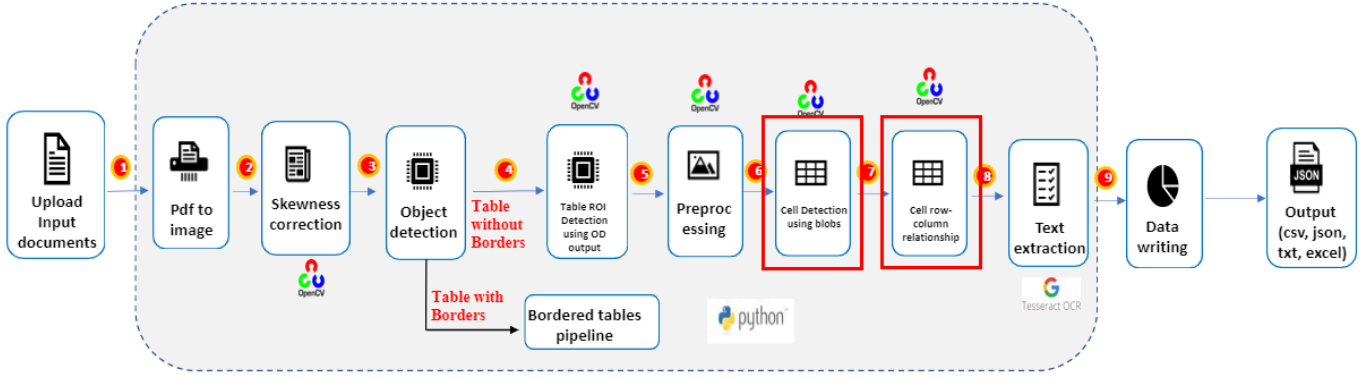 Upload
Input
documents
1
Pdf to
image
2
Skewness
correction
OpenCV
3
Object
detection
4
Table
without
Borders
Table with
Borders
Bordered tables
pipeline
OpenCV
Table ROI
Detection
using OD
output
5
OpenCV
Preproc
essing
6
OpenCV
Cell Detection
using blobs
7
OpenCV
Cell row-
column
relationship
8
Text
extraction
Tesseract OCR
python™
9
Data
writing
JSON
Output
(csv, json,
txt, excel)